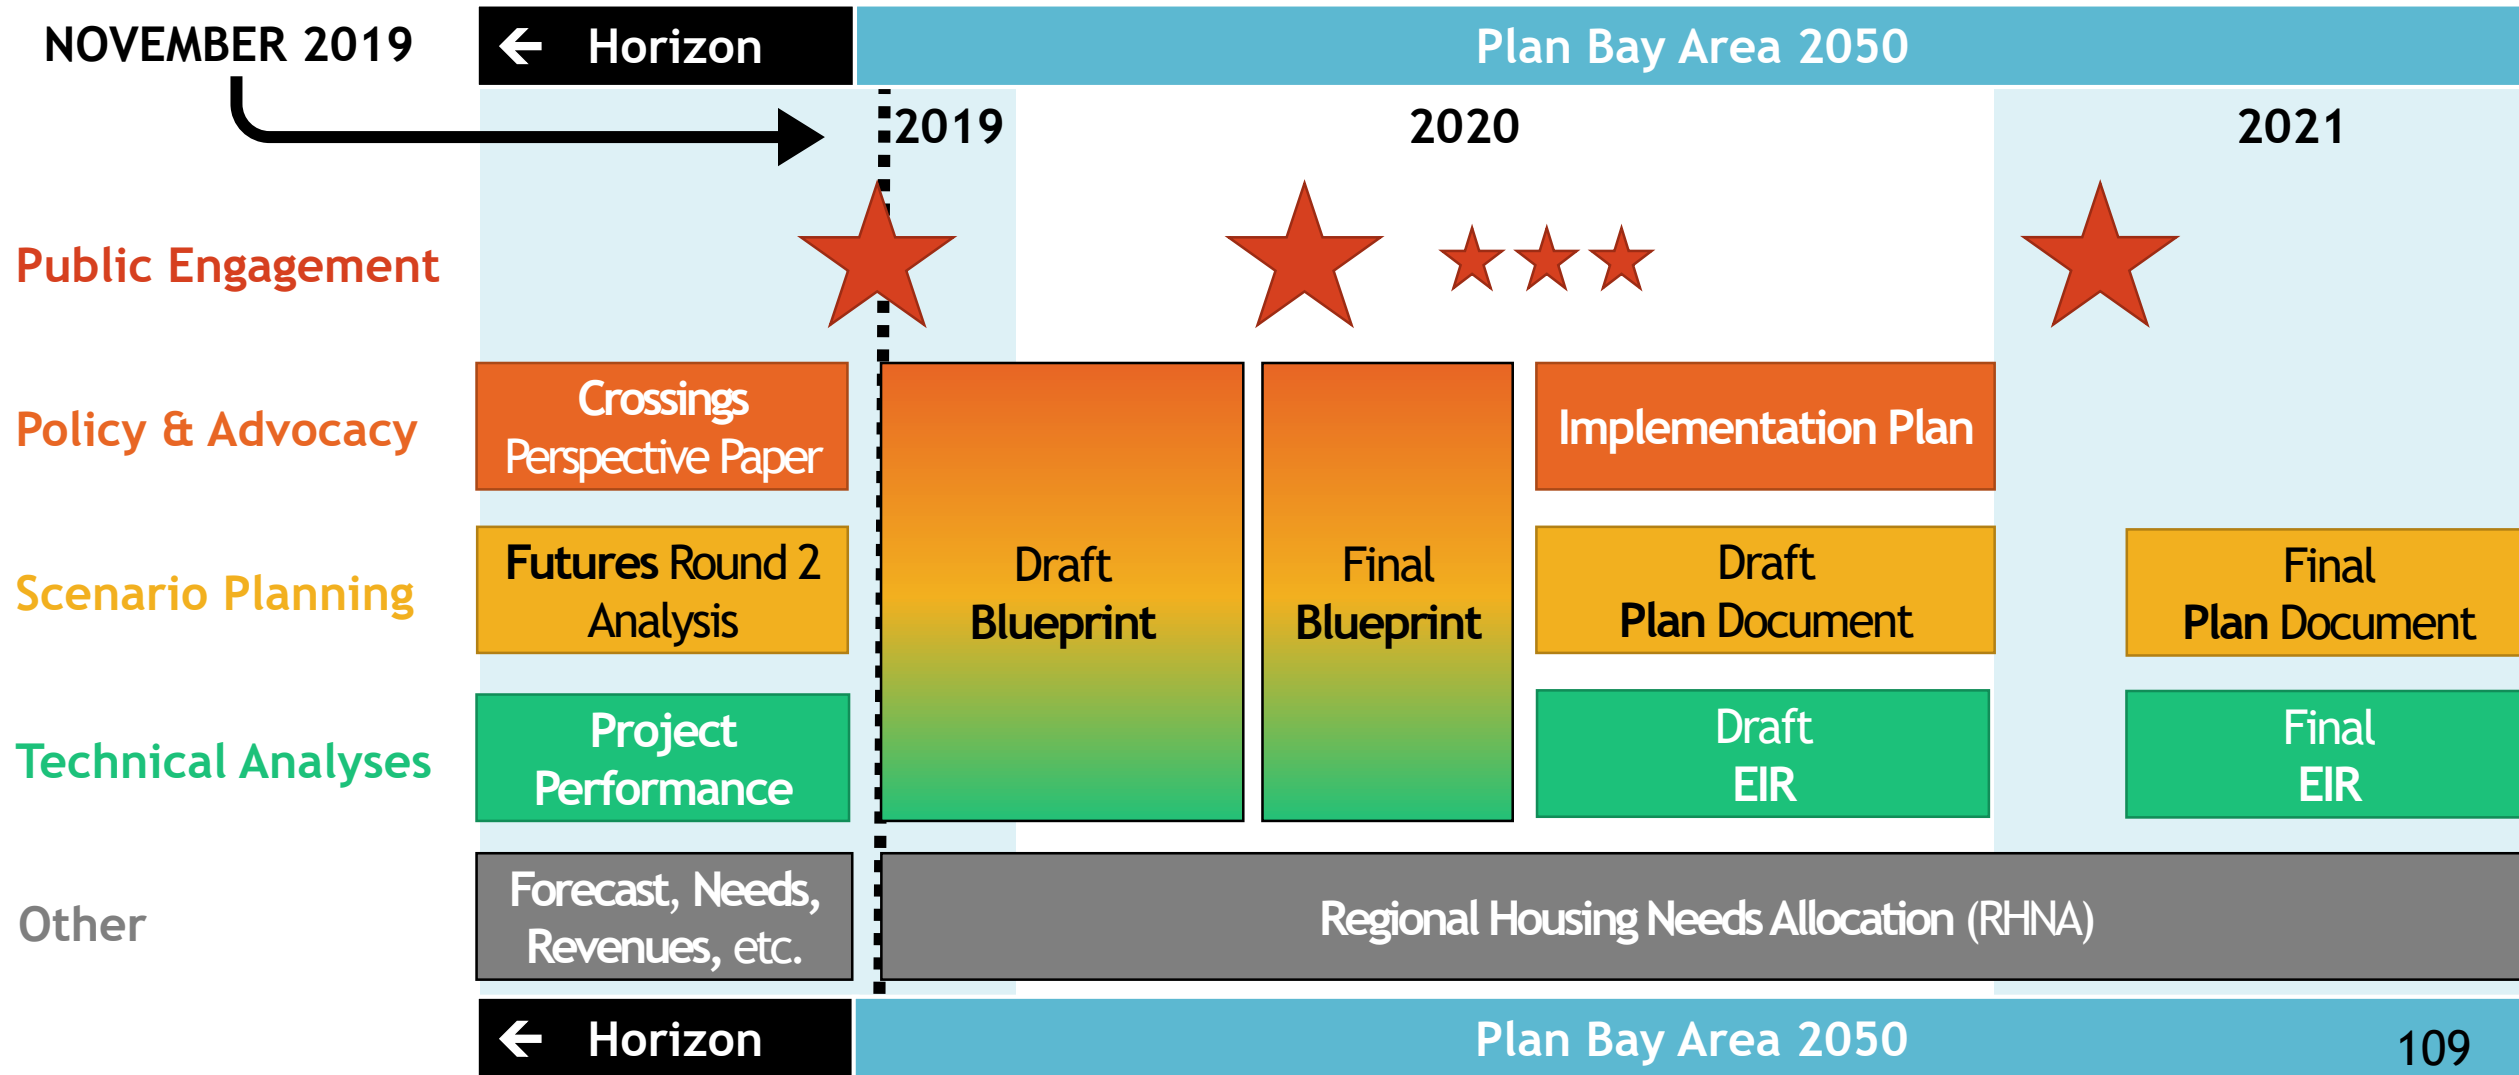 NOVEMBER 2019
← Horizon
Plan Bay Area 2050
2019
2020
2021
Public Engagement
Policy & Advocacy
Crossings
Perspective Paper
Implementation Plan
Scenario Planning
Futures Round 2
Analysis
Draft
Blueprint
Final
Blueprint
Draft
Plan Document
Final
Plan Document
Technical Analyses
Project
Performance
Draft
EIR
Final
EIR
Other
Forecast, Needs,
Revenues, etc.
Regional Housing Needs Allocation (RHNA)
← Horizon
Plan Bay Area 2050
109